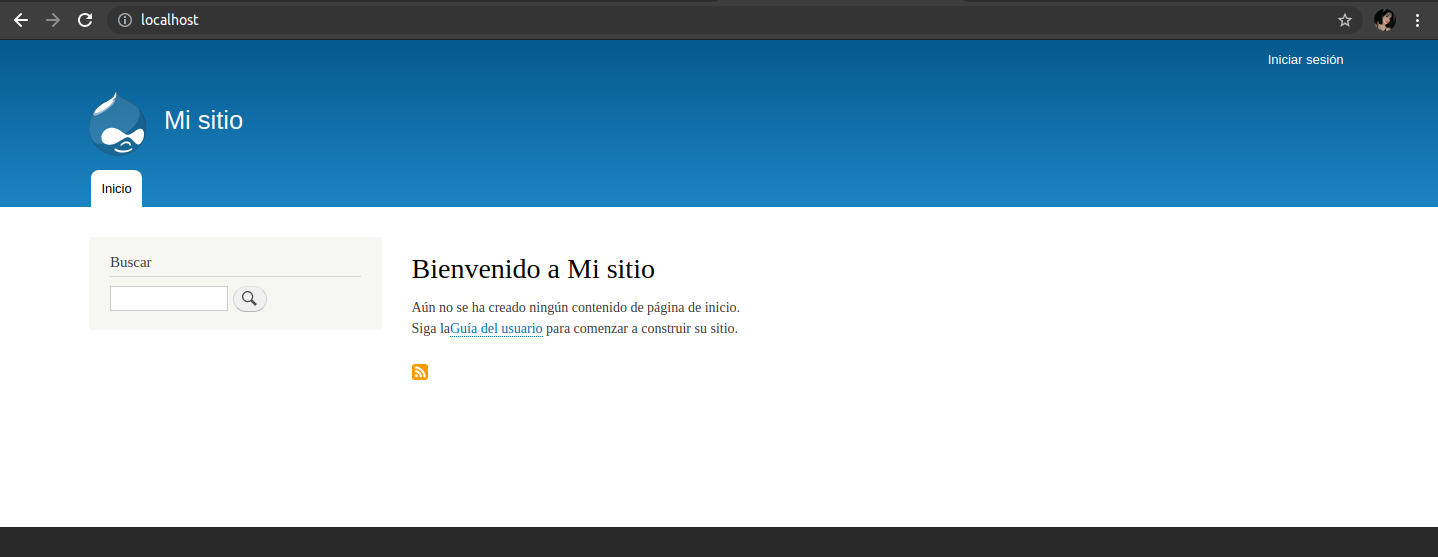 localhost
Iniciar sesión
Mi sitio
Inicio
Buscar
Bienvenido a Mi sitio
Aún no se ha creado ningún contenido de página de inicio.
Siga laGuía del usuario para comenzar a construir su sitio.